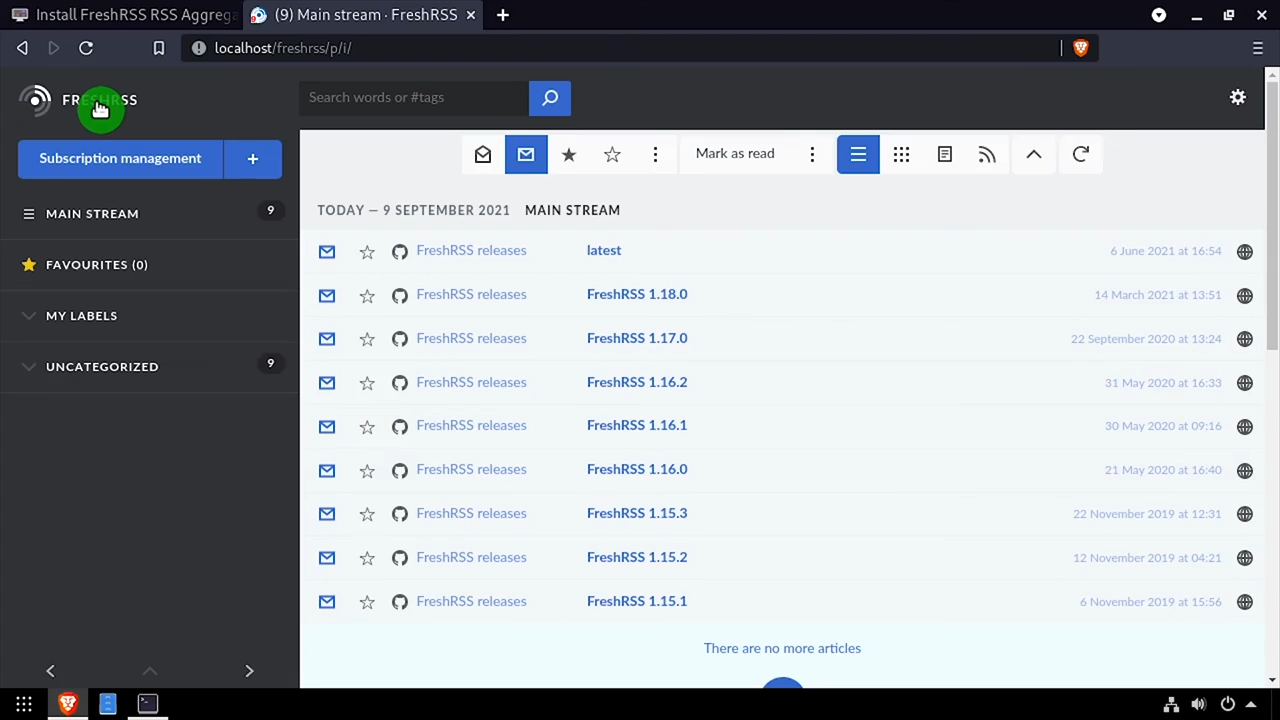 Install FreshRSS RSS Aggreg
(9) Main stream · FreshRSS
localhost/freshrss/p/i/
FRESHRSS
Search words or #tags
Subscription management
Mark as read
MAIN STREAM 9
FAVOURITES (0)
MY LABELS
UNCATEGORIZED 9
TODAY — 9 SEPTEMBER 2021 MAIN STREAM
FreshRSS releases latest 6 June 2021 at 16:54
FreshRSS releases FreshRSS 1.18.0 14 March 2021 at 13:51
FreshRSS releases FreshRSS 1.17.0 22 September 2020 at 13:24
FreshRSS releases FreshRSS 1.16.2 31 May 2020 at 16:33
FreshRSS releases FreshRSS 1.16.1 30 May 2020 at 09:16
FreshRSS releases FreshRSS 1.16.0 21 May 2020 at 16:40
FreshRSS releases FreshRSS 1.15.3 22 November 2019 at 12:31
FreshRSS releases FreshRSS 1.15.2 12 November 2019 at 04:21
FreshRSS releases FreshRSS 1.15.1 6 November 2019 at 15:56
There are no more articles